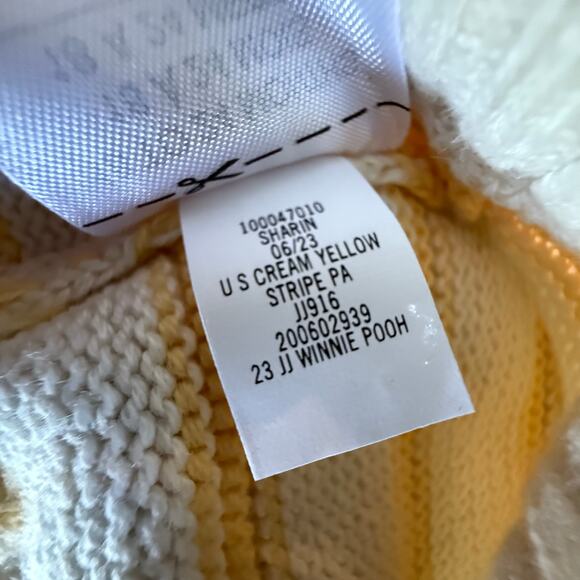 100047010
SHARIN
06/23
U S CREAM YELLOW
STRIPE PA
JJ916
200602939
23 JJ WINNIE POOH